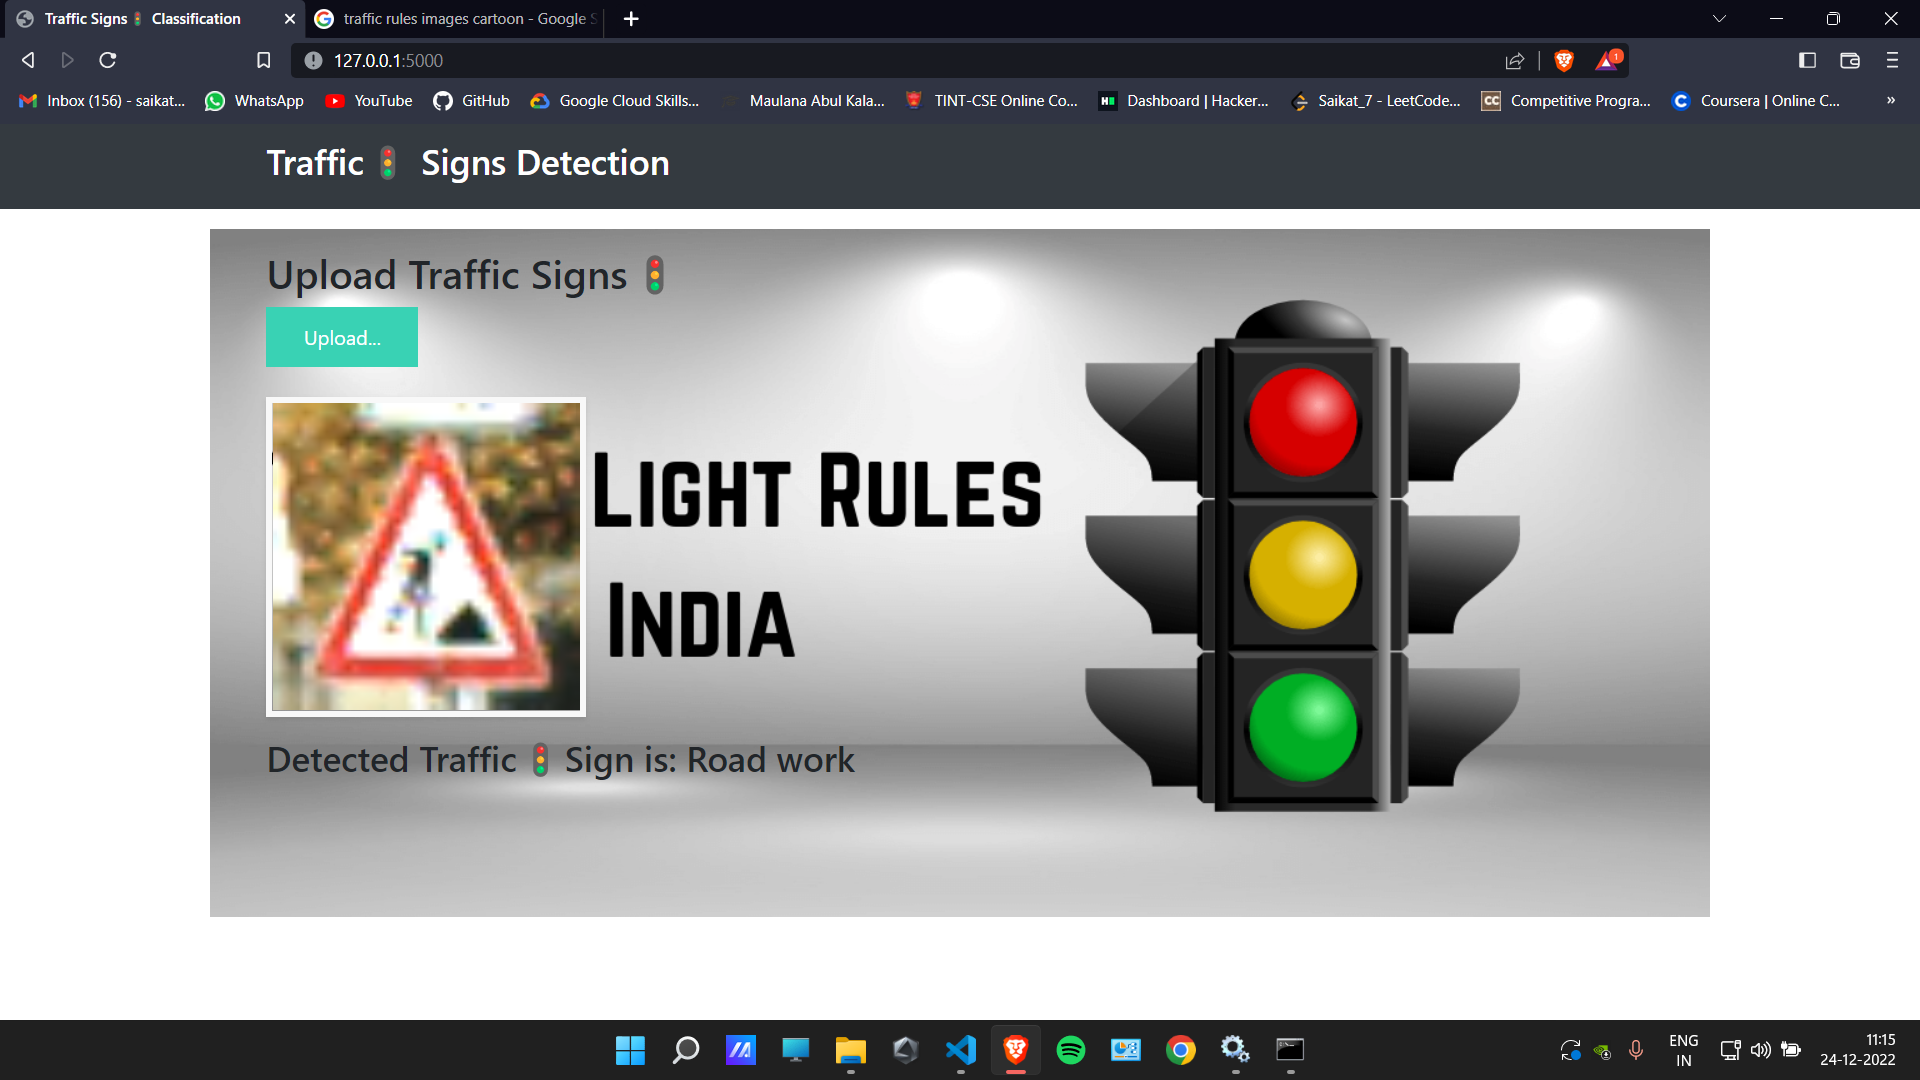 Traffic Signs🚦 Classification
traffic rules images cartoon - Google S
127.0.0.1:5000
1
Inbox (156) - saikat...
WhatsApp
YouTube
GitHub
Google Cloud Skills...
Maulana Abul Kala...
TINT-CSE Online Co...
Dashboard | Hacker...
Saikat_7 - LeetCode...
Competitive Progra...
Coursera | Online C...
»
Traffic🚦 Signs Detection
Upload Traffic Signs 🚦
Upload...
Light Rules
India
Detected Traffic🚦Sign is: Road work
ENG
IN
11:15
24-12-2022